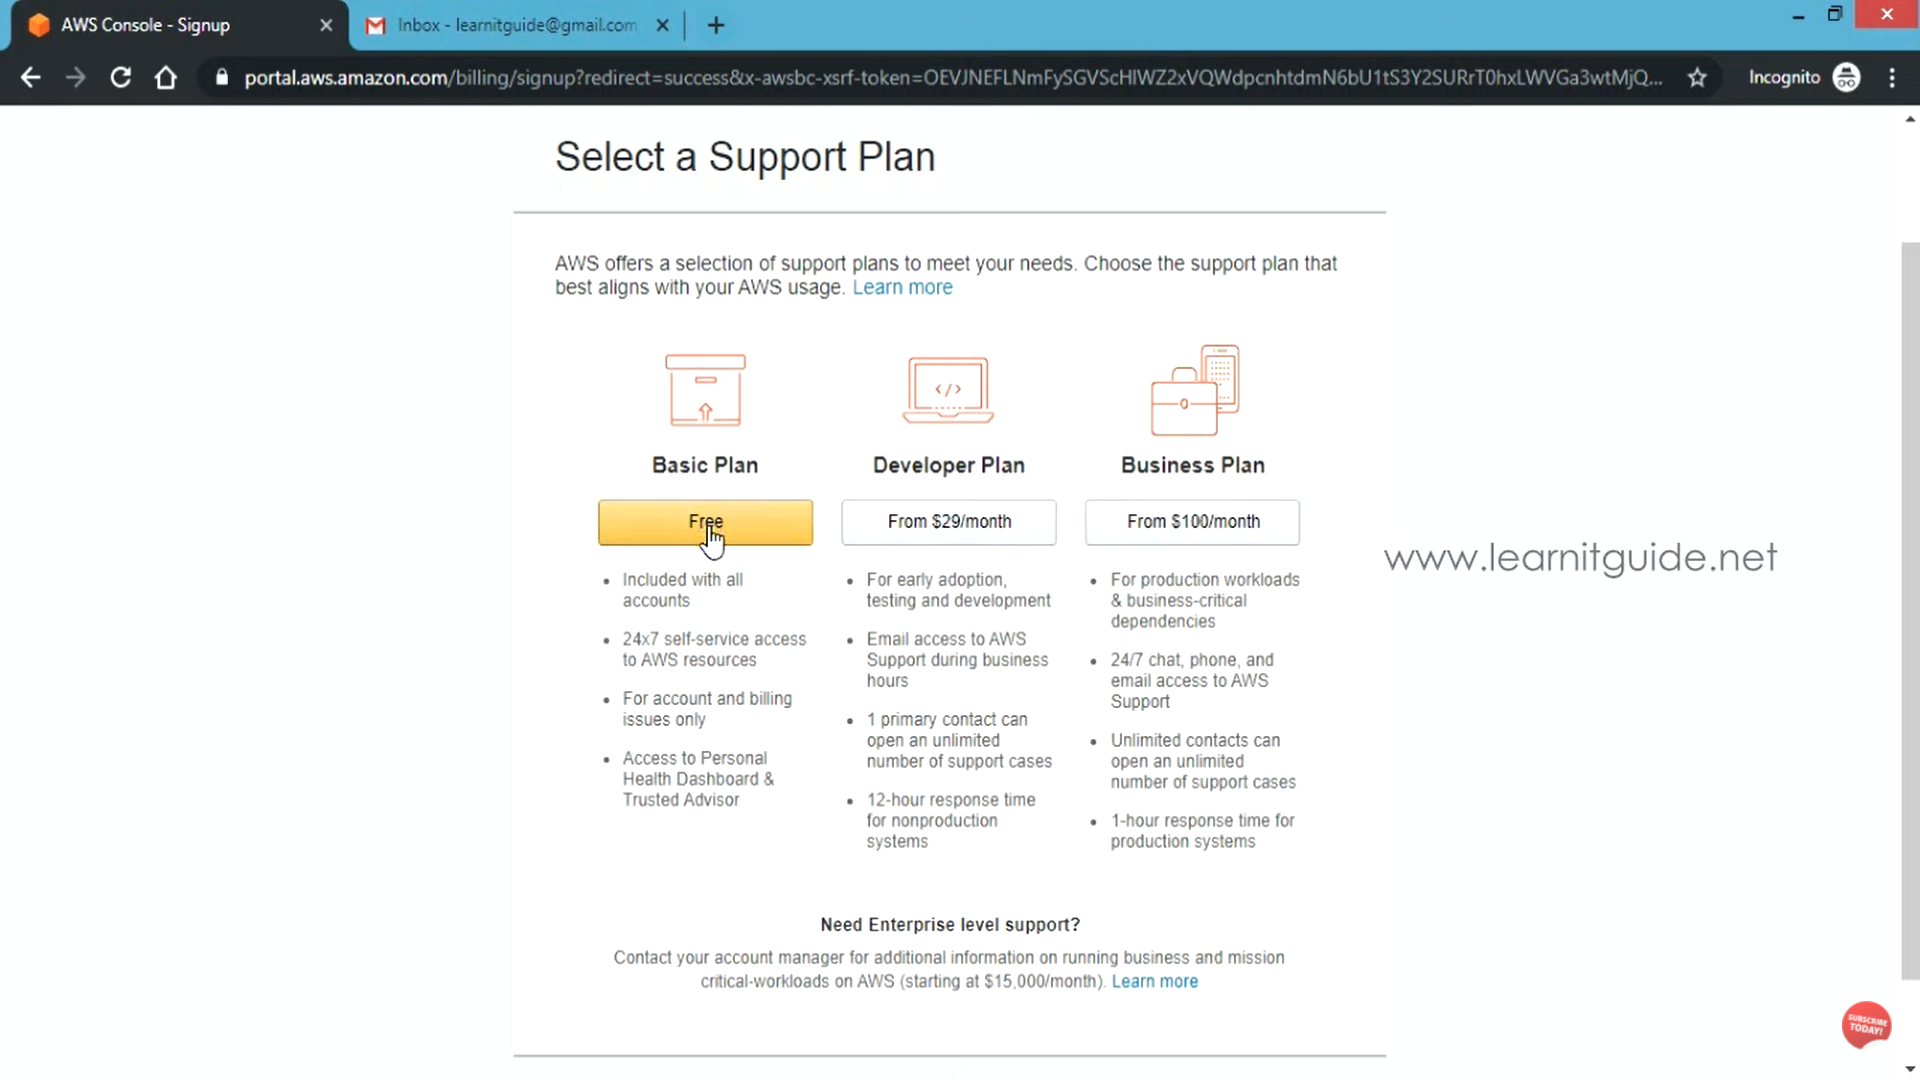 AWS Console - Signup
Inbox - learnitguide@gmail.com
portal.aws.amazon.com/billing/signup?redirect=success&x-awsbc-xsrf-token=OEVJNEFLNmFySGVScHlWZ2xVQWdpcnhtdmN6bU1tS3Y2SURrT0hxLWVGa3wtMjQ...
Incognito
Select a Support Plan
AWS offers a selection of support plans to meet your needs. Choose the support plan that
best aligns with your AWS usage. Learn more
</>
Basic Plan
Free
• Included with all
accounts
• 24x7 self-service access
to AWS resources
• For account and billing
issues only
• Access to Personal
Health Dashboard &
Trusted Advisor
Developer Plan
From $29/month
• For early adoption,
testing and development
• Email access to AWS
Support during business
hours
• 1 primary contact can
open an unlimited
number of support cases
• 12-hour response time
for nonproduction
systems
Business Plan
From $100/month
• For production workloads
& business-critical
dependencies
• 24/7 chat, phone, and
email access to AWS
Support
• Unlimited contacts can
open an unlimited
number of support cases
• 1-hour response time for
production systems
www.learnitguide.net
Need Enterprise level support?
Contact your account manager for additional information on running business and mission
critical-workloads on AWS (starting at $15,000/month). Learn more
SUBSCRIBE
TODAY!